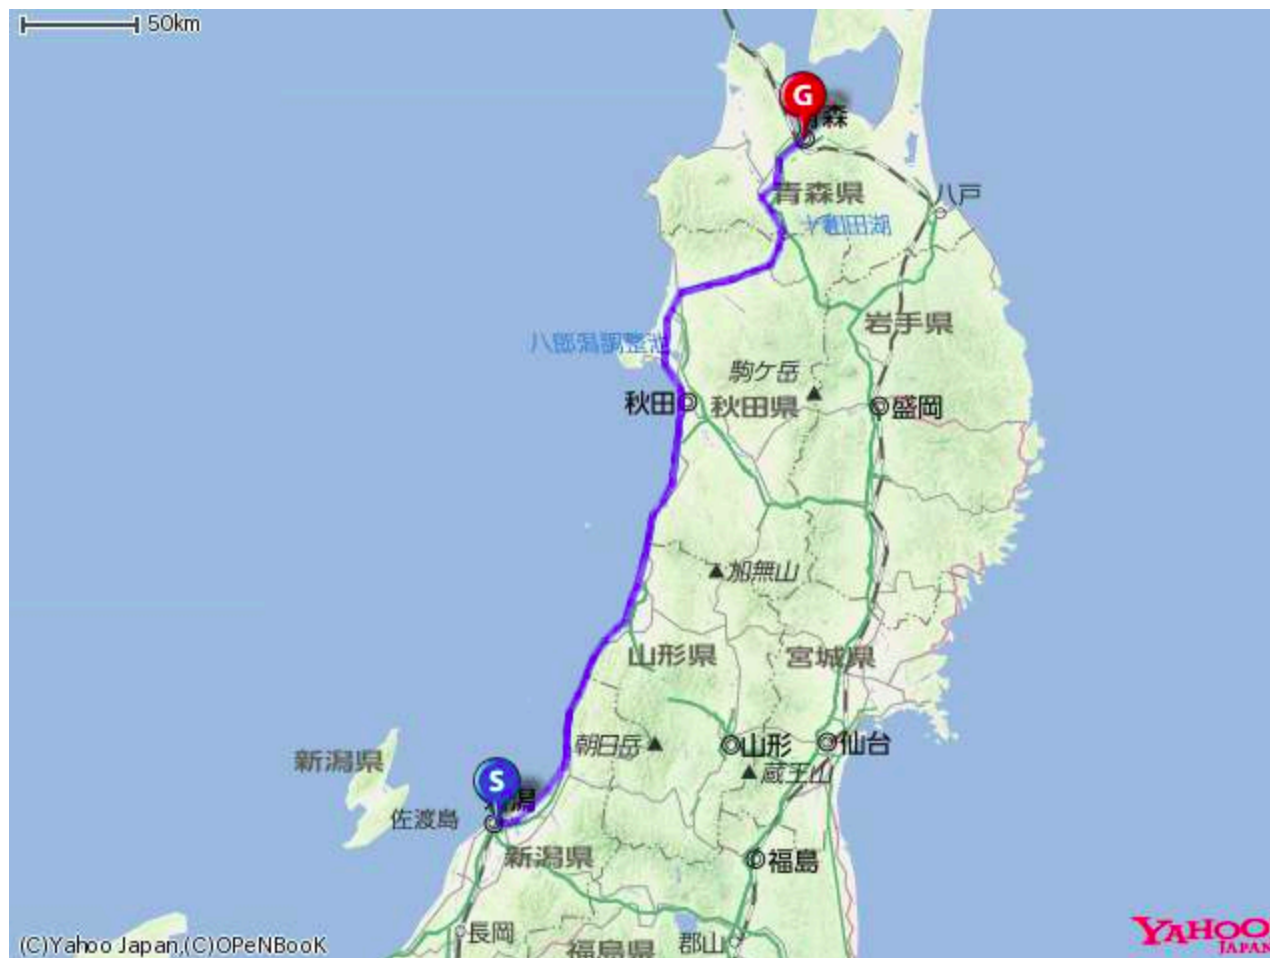 50km
G
森
青森県
八戸
十和田湖
岩手県
八郎潟調整池
駒ケ岳
秋田
秋田県
盛岡
加無山
山形県
宮城県
新潟県
朝日岳
山形
仙台
蔵王山
S
潟
佐渡島
新潟県
福島
長岡
福島県
郡山
(C)Yahoo Japan,(C)OPeNBooK
YAHOO
JAPAN